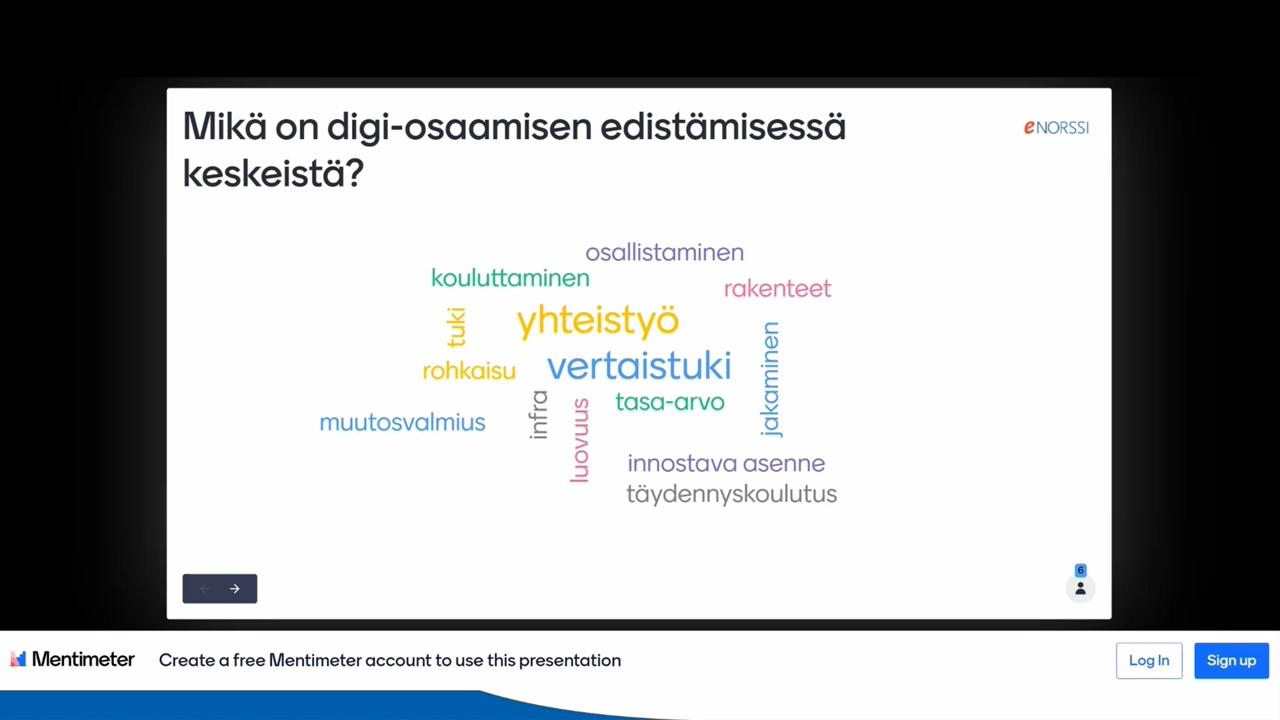 Mikä on digi-osaamisen edistämisessä
keskeistä?
eNORSSI
osallistaminen
kouluttaminen
rakenteet
tuki
yhteistyö
vertaistuki
jakaminen
rohkaisu
tasa-arvo
infra
luovuus
muutosvalmius
innostava asenne
täydennyskoulutus
6
Mentimeter
Create a free Mentimeter account to use this presentation
Log In
Sign up